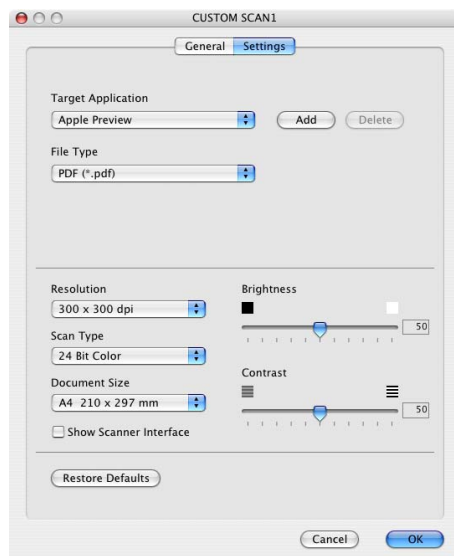 CUSTOM SCAN1
General Settings
Target Application
Apple Preview Add Delete
File Type
PDF (*.pdf)
Resolution
300 x 300 dpi
Scan Type
24 Bit Color
Document Size
A4 210 x 297 mm
Show Scanner Interface
Brightness
50
Contrast
50
Restore Defaults
Cancel OK